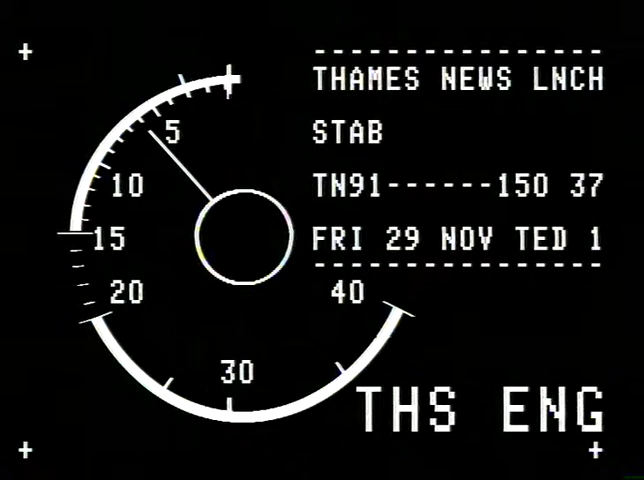 THAMES NEWS LNCH
STAB
TN91------150 37
FRI 29 NOV TED 1
5
10
15
20
30
40
THS ENG